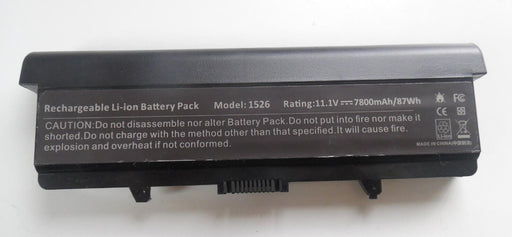 Rechargeable Li-Ion Battery Pack Model: 1526 Rating:11.1V⎓7800mAh/87Wh
CAUTION:Do not disassemble nor alter Battery Pack.Do not put into fire nor make it
shorted.Do not charge with the method other than that specified.It will cause fire.
explosion and overheat if not conformed.
Li-ion
MADE IN CHINA